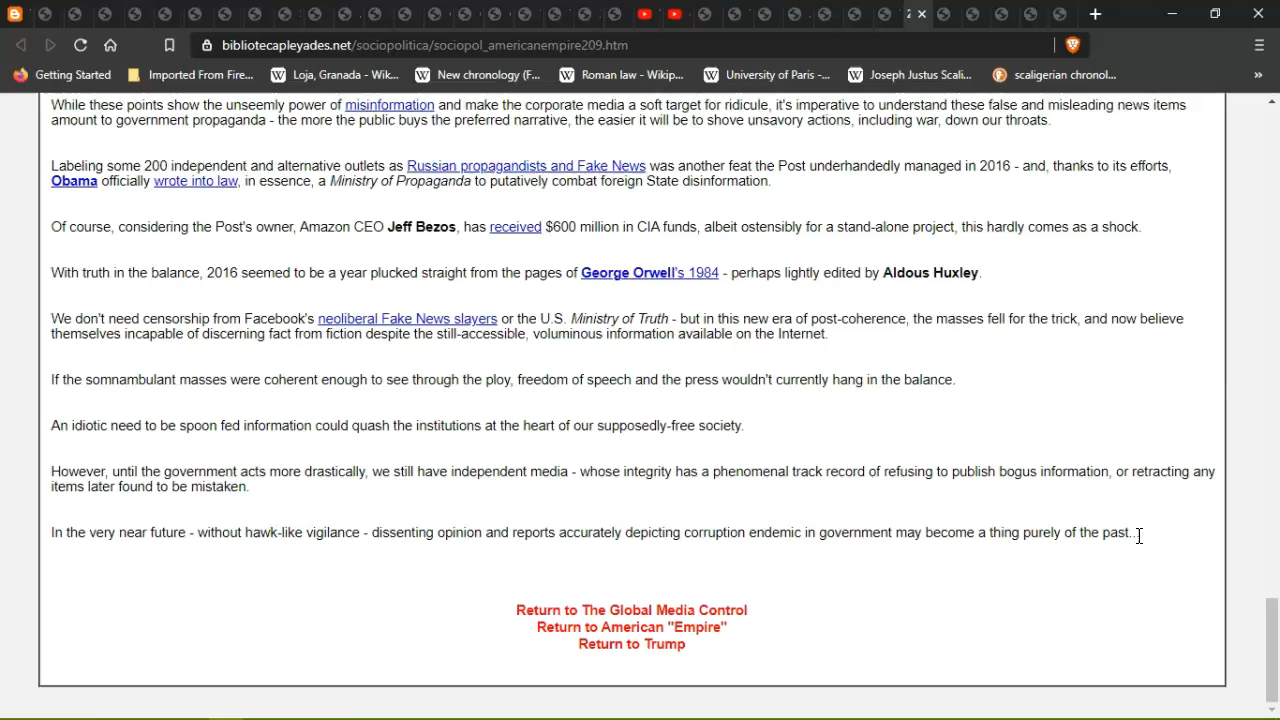 2
bibliotecapleyades.net/sociopolitica/sociopol_americanempire209.htm
Getting Started
Imported From Fire...
Loja, Granada - Wik...
New chronology (F...
Roman law - Wikip...
University of Paris -...
Joseph Justus Scali...
scaligerian chronol...
»
While these points show the unseemly power of misinformation and make the corporate media a soft target for ridicule, it's imperative to understand these false and misleading news items
amount to government propaganda - the more the public buys the preferred narrative, the easier it will be to shove unsavory actions, including war, down our throats.
Labeling some 200 independent and alternative outlets as Russian propagandists and Fake News was another feat the Post underhandedly managed in 2016 - and, thanks to its efforts,
Obama officially wrote into law, in essence, a Ministry of Propaganda to putatively combat foreign State disinformation.
Of course, considering the Post's owner, Amazon CEO Jeff Bezos, has received $600 million in CIA funds, albeit ostensibly for a stand-alone project, this hardly comes as a shock.
With truth in the balance, 2016 seemed to be a year plucked straight from the pages of George Orwell's 1984 - perhaps lightly edited by Aldous Huxley.
We don't need censorship from Facebook's neoliberal Fake News slayers or the U.S. Ministry of Truth - but in this new era of post-coherence, the masses fell for the trick, and now believe
themselves incapable of discerning fact from fiction despite the still-accessible, voluminous information available on the Internet.
If the somnambulant masses were coherent enough to see through the ploy, freedom of speech and the press wouldn't currently hang in the balance.
An idiotic need to be spoon fed information could quash the institutions at the heart of our supposedly-free society.
However, until the government acts more drastically, we still have independent media - whose integrity has a phenomenal track record of refusing to publish bogus information, or retracting any
items later found to be mistaken.
In the very near future - without hawk-like vigilance - dissenting opinion and reports accurately depicting corruption endemic in government may become a thing purely of the past...
Return to The Global Media Control
Return to American "Empire"
Return to Trump